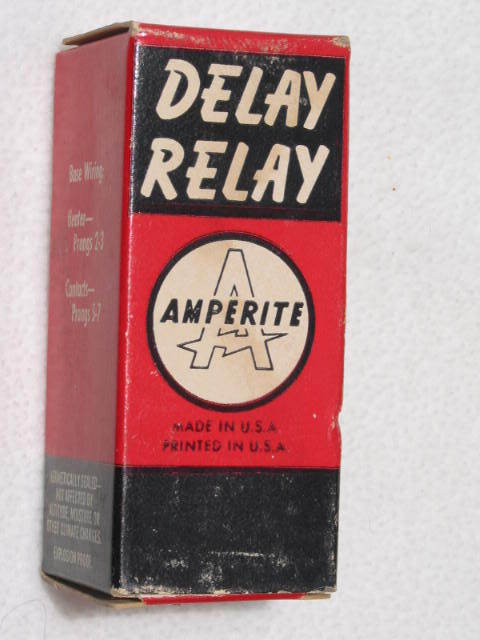 DELAY
RELAY
AMPERITE
MADE IN U.S.A.
PRINTED IN U.S.A.
Base Wiring:
Heater—
Prongs 2-3
Contacts—
Prongs 5-7
HERMETICALLY SEALED—
NOT AFFECTED BY
ALTITUDE, MOISTURE OR
OTHER CLIMATE CHANGES.
EXPLOSION PROOF.